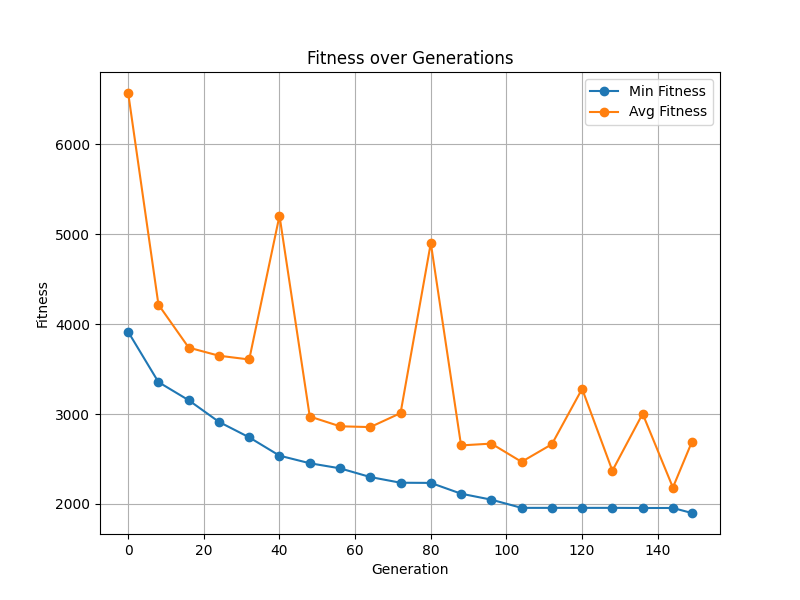 Fitness over Generations
Min Fitness
Avg Fitness
6000
5000
4000
3000
2000
Fitness
0 20 40 60 80 100 120 140
Generation